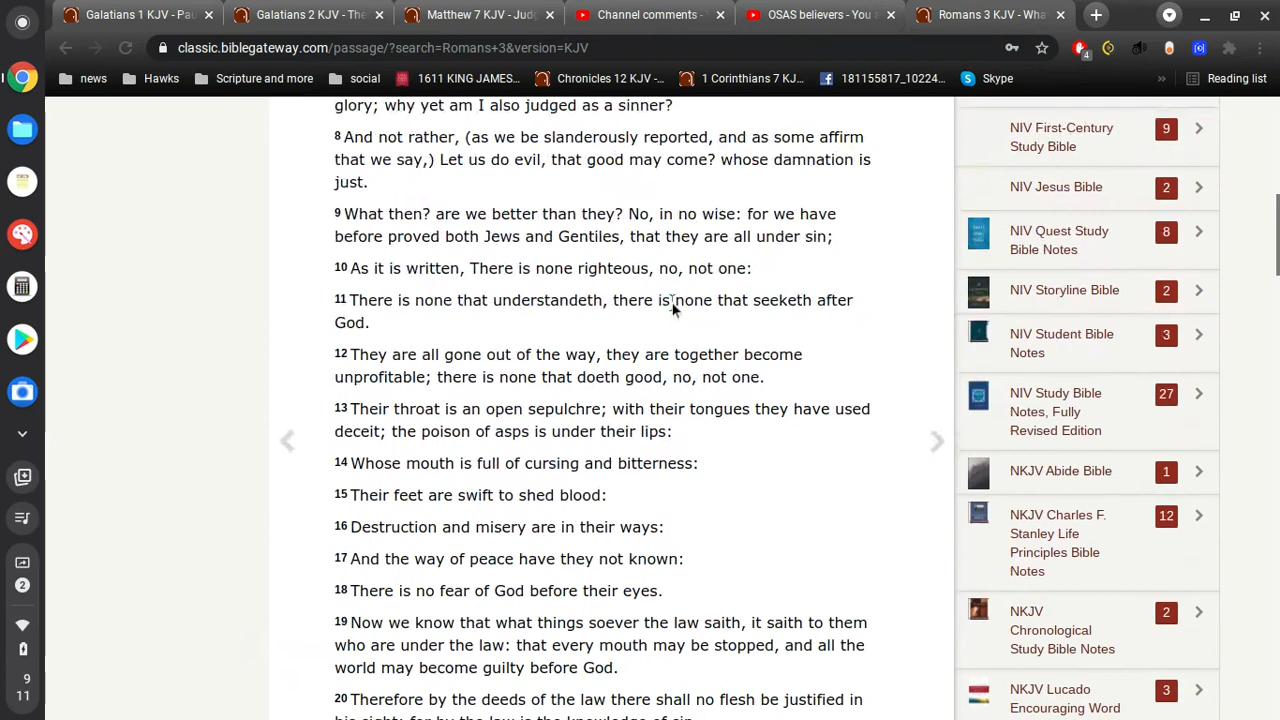 Galatians 1 KJV - Pau
Galatians 2 KJV - The
Matthew 7 KJV - Judg
Channel comments -
OSAS believers - You a
Romans 3 KJV - Wha
classic.biblegateway.com/passage/?search=Romans+3&version=KJV
4
news
Hawks
Scripture and more
social
1611 KING JAMES...
Chronicles 12 KJV -...
1 Corinthians 7 KJ...
181155817_10224...
Skype
»
Reading list
glory; why yet am I also judged as a sinner?
8 And not rather, (as we be slanderously reported, and as some affirm
that we say,) Let us do evil, that good may come? whose damnation is
just.
9 What then? are we better than they? No, in no wise: for we have
before proved both Jews and Gentiles, that they are all under sin;
10 As it is written, There is none righteous, no, not one:
11 There is none that understandeth, there is none that seeketh after
God.
12 They are all gone out of the way, they are together become
unprofitable; there is none that doeth good, no, not one.
13 Their throat is an open sepulchre; with their tongues they have used
deceit; the poison of asps is under their lips:
14 Whose mouth is full of cursing and bitterness:
15 Their feet are swift to shed blood:
16 Destruction and misery are in their ways:
17 And the way of peace have they not known:
18 There is no fear of God before their eyes.
19 Now we know that what things soever the law saith, it saith to them
who are under the law: that every mouth may be stopped, and all the
world may become guilty before God.
20 Therefore by the deeds of the law there shall no flesh be justified in
his sight: for by the law is the knowledge of sin.
NIV First-Century
Study Bible
9
NIV Jesus Bible
2
NIV Quest Study
Bible Notes
8
NIV Storyline Bible
2
NIV Student Bible
Notes
3
NIV Study Bible
Notes, Fully
Revised Edition
27
NKJV Abide Bible
1
NKJV Charles F.
Stanley Life
Principles Bible
Notes
12
NKJV
Chronological
Study Bible Notes
2
NKJV Lucado
Encouraging Word
3
2
9
11